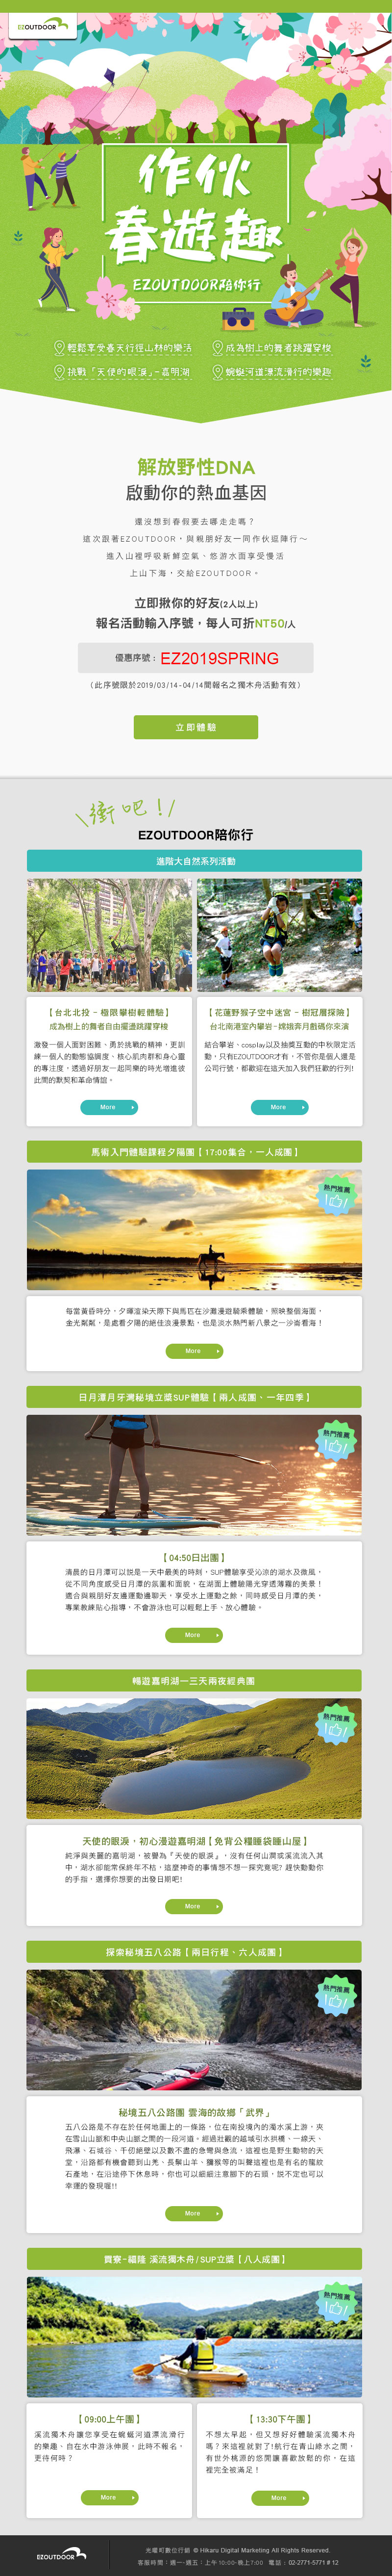 EZOUTDOOR
作伙
春遊趣
EZOUTDOOR陪你行
輕鬆享受春天行徑山林的樂活
成為樹上的舞者跳躍穿梭
挑戰「天使的眼淚」-嘉明湖
蜿蜒河道漂流滑行的樂趣
解放野性DNA
啟動你的熱血基因
還沒想到春假要去哪走走嗎？
這次跟著EZOUTDOOR，與親朋好友一同作伙逗陣行～
進入山裡呼吸新鮮空氣、悠游水面享受慢活
上山下海，交給EZOUTDOOR。
立即揪你的好友(2人以上)
報名活動輸入序號，每人可折NT50/人
優惠序號： EZ2019SPRING
（此序號限於2019/03/14-04/14間報名之獨木舟活動有效）
立即體驗
衝吧！
EZOUTDOOR陪你行
進階大自然系列活動
【台北北投 - 極限攀樹輕體驗】
成為樹上的舞者自由擺盪跳躍穿梭
激發一個人面對困難、勇於挑戰的精神，更訓
練一個人的動態協調度、核心肌肉群和身心靈
的專注度，透過好朋友一起同樂的時光增進彼
此間的默契和革命情誼。
More
【花蓮野猴子空中迷宮 - 樹冠層探險】
台北南港室內攀岩-嫦娥奔月戲碼你來演
結合攀岩、cosplay以及抽獎互動的中秋限定活
動，只有EZOUTDOOR才有，不管你是個人還是
公司行號，都歡迎在這天加入我們狂歡的行列!
More
馬術入門體驗課程夕陽團【17:00集合，一人成團】
熱門推薦
每當黃昏時分，夕暉渲染天際下與馬匹在沙灘漫遊騎乘體驗，照映整個海面，
金光粼粼，是處看夕陽的絕佳浪漫景點，也是淡水熱門新八景之一沙崙看海！
More
日月潭月牙灣秘境立槳SUP體驗【兩人成團、一年四季】
熱門推薦
【04:50日出團】
清晨的日月潭可以說是一天中最美的時刻，SUP體驗享受沁涼的湖水及微風，
從不同角度感受日月潭的氛圍和面貌，在湖面上體驗陽光穿透薄霧的美景！
適合與親朋好友邊運動邊聊天，享受水上運動之餘，同時感受日月潭的美，
專業教練貼心指導，不會游泳也可以輕鬆上手、放心體驗。
More
暢遊嘉明湖—三天兩夜經典團
熱門推薦
天使的眼淚，初心漫遊嘉明湖【免背公糧睡袋睡山屋】
純淨與美麗的嘉明湖，被譽為『天使的眼淚』，沒有任何山澗或溪流流入其
中，湖水卻能常保終年不枯，這麼神奇的事情想不想一探究竟呢? 趕快動動你
的手指，選擇你想要的出發日期吧!
More
探索秘境五八公路【兩日行程、六人成團】
熱門推薦
秘境五八公路團 雲海的故鄉「武界」
五八公路是不存在於任何地圖上的一條路，位在南投境內的濁水溪上游，夾
在雪山山脈和中央山脈之間的一段河道。經過壯觀的越域引水拱橋、一線天、
飛瀑、石城谷、千仞絕壁以及數不盡的急彎與急流，這裡也是野生動物的天
堂，沿路都有機會聽到山羌、長鬃山羊、獼猴等的叫聲這裡也是有名的龍紋
石產地，在沿途停下休息時，你也可以細細注意腳下的石頭，說不定也可以
幸運的發現喔!!
More
貢寮-福隆 溪流獨木舟/SUP立槳【八人成團】
熱門推薦
【09:00上午團】
溪流獨木舟讓您享受在蜿蜒河道漂流滑行
的樂趣、自在水中游泳伸展，此時不報名，
更待何時？
More
【13:30下午團】
不想太早起，但又想好好體驗溪流獨木舟
嗎？來這裡就對了!航行在青山綠水之間，
有世外桃源的悠閒讓喜歡放鬆的你，在這
裡完全被滿足！
More
EZOUTDOOR
光曜可數位行銷 © Hikaru Digital Marketing All Rights Reserved.
客服時間：週一-週五：上午10:00-晚上7:00 電話：02-2771-5771 # 12